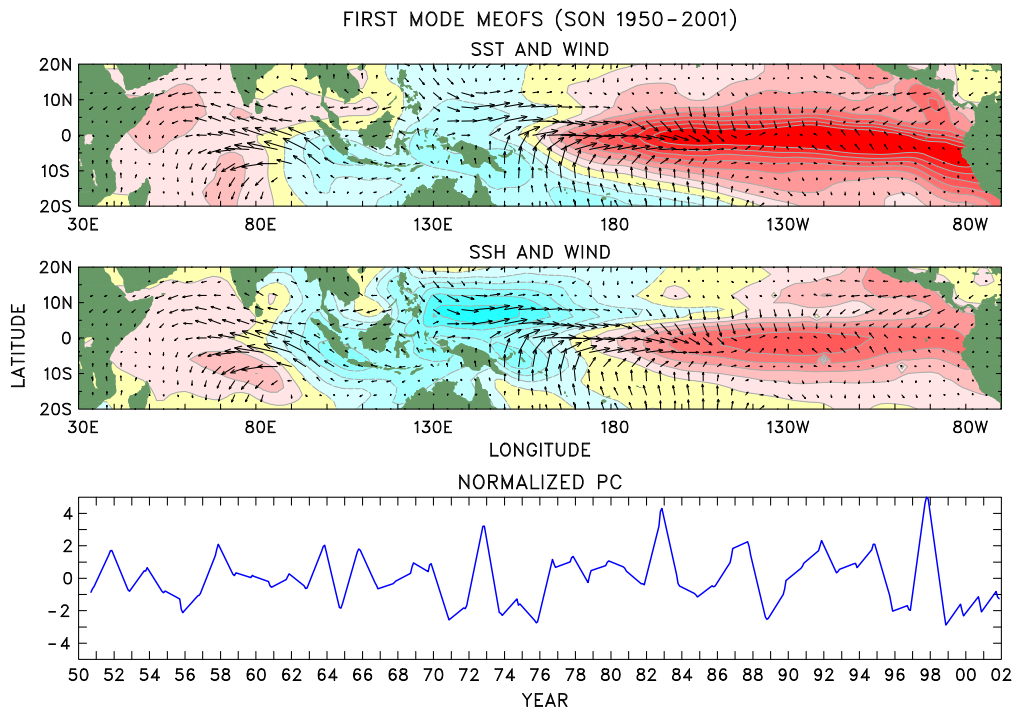 FIRST MODE MEOFS (SON 1950-2001)
SST AND WIND
20N
10N
0
10S
20S
30E 80E 130E 180 130W 80W
SSH AND WIND
20N
10N
0
10S
20S
30E 80E 130E 180 130W 80W
LATITUDE
LONGITUDE
NORMALIZED PC
4
2
0
-2
-4
50 52 54 56 58 60 62 64 66 68 70 72 74 76 78 80 82 84 86 88 90 92 94 96 98 00 02
YEAR